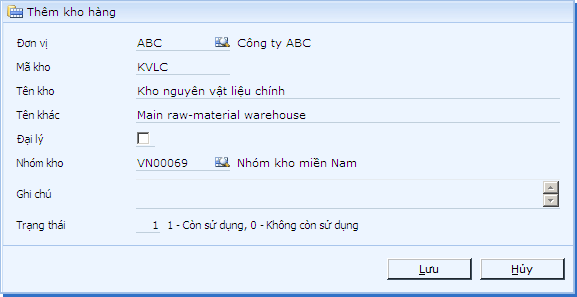 Thêm kho hàng
Đơn vị ABC Công ty ABC
Mã kho KVLC
Tên kho Kho nguyên vật liệu chính
Tên khác Main raw-material warehouse
Đại lý
Nhóm kho VN00069 Nhóm kho miền Nam
Ghi chú
Trạng thái 1 1 - Còn sử dụng, 0 - Không còn sử dụng
Lưu Hủy